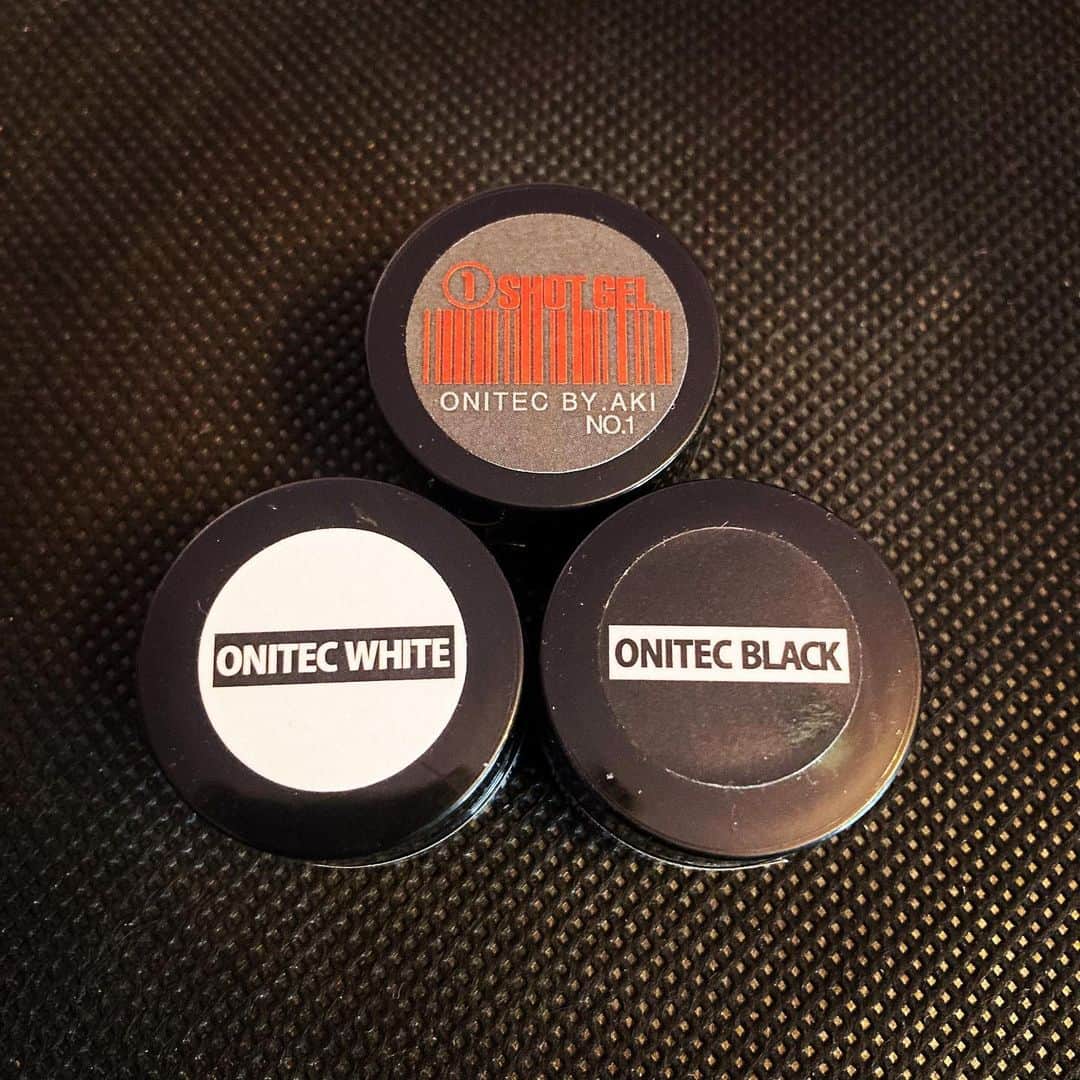 ① SHOT GEL
ONITEC BY.AKI
NO.1
ONITEC WHITE
ONITEC BLACK